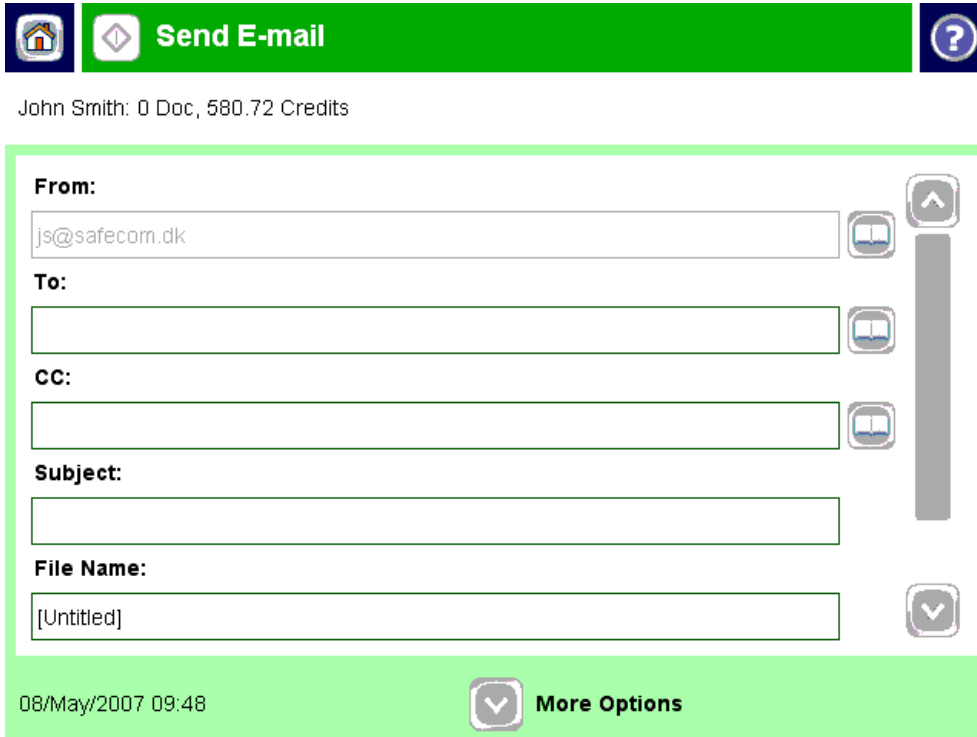 Send E-mail
?
John Smith: 0 Doc, 580.72 Credits
From:
js@safecom.dk
To:
CC:
Subject:
File Name:
[Untitled]
08/May/2007 09:48
More Options